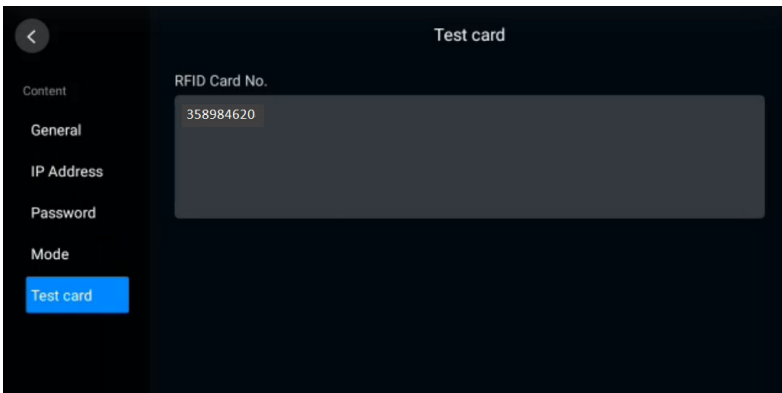 Test card
Content
General
IP Address
Password
Mode
Test card
RFID Card No.
358984620